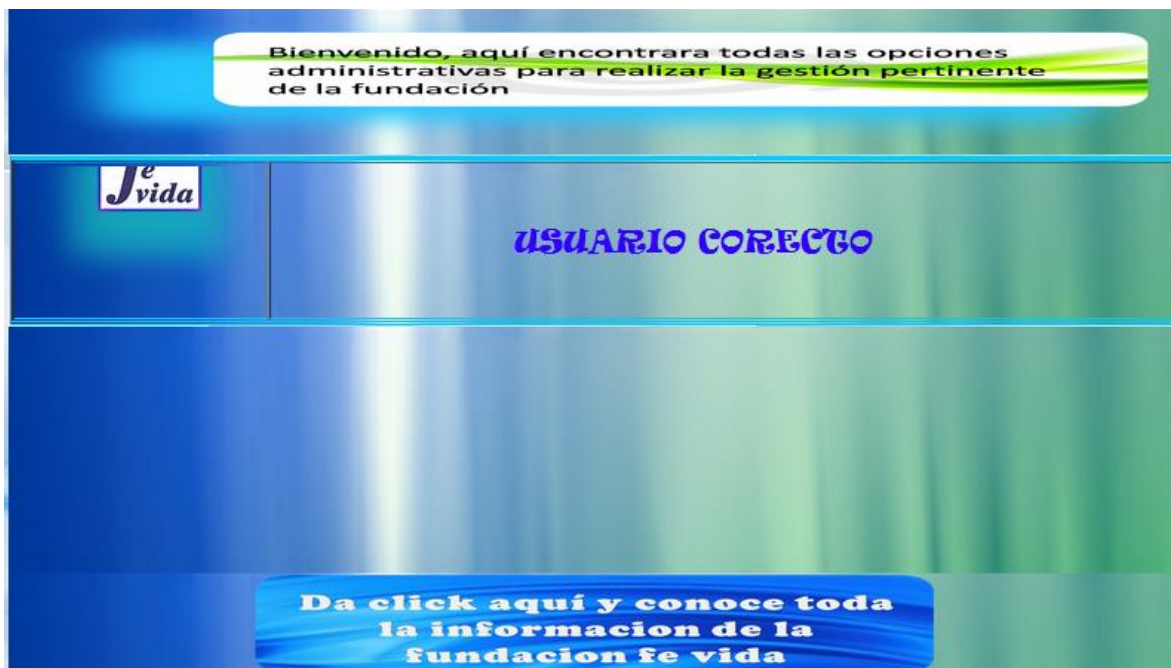 Bienvenido, aquí encontrara todas las opciones
administrativas para realizar la gestión pertinente
de la fundación
fe
vida
USUARIO CORECTO
Da click aquí y conoce toda
la informacion de la
fundacion fe vida